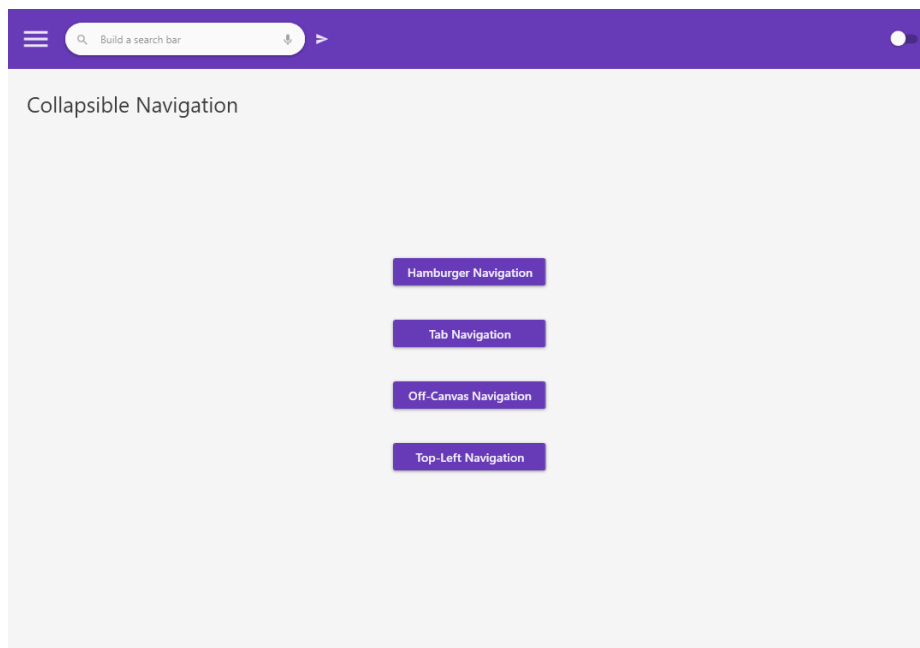 Build a search bar
Collapsible Navigation
Hamburger Navigation
Tab Navigation
Off-Canvas Navigation
Top-Left Navigation